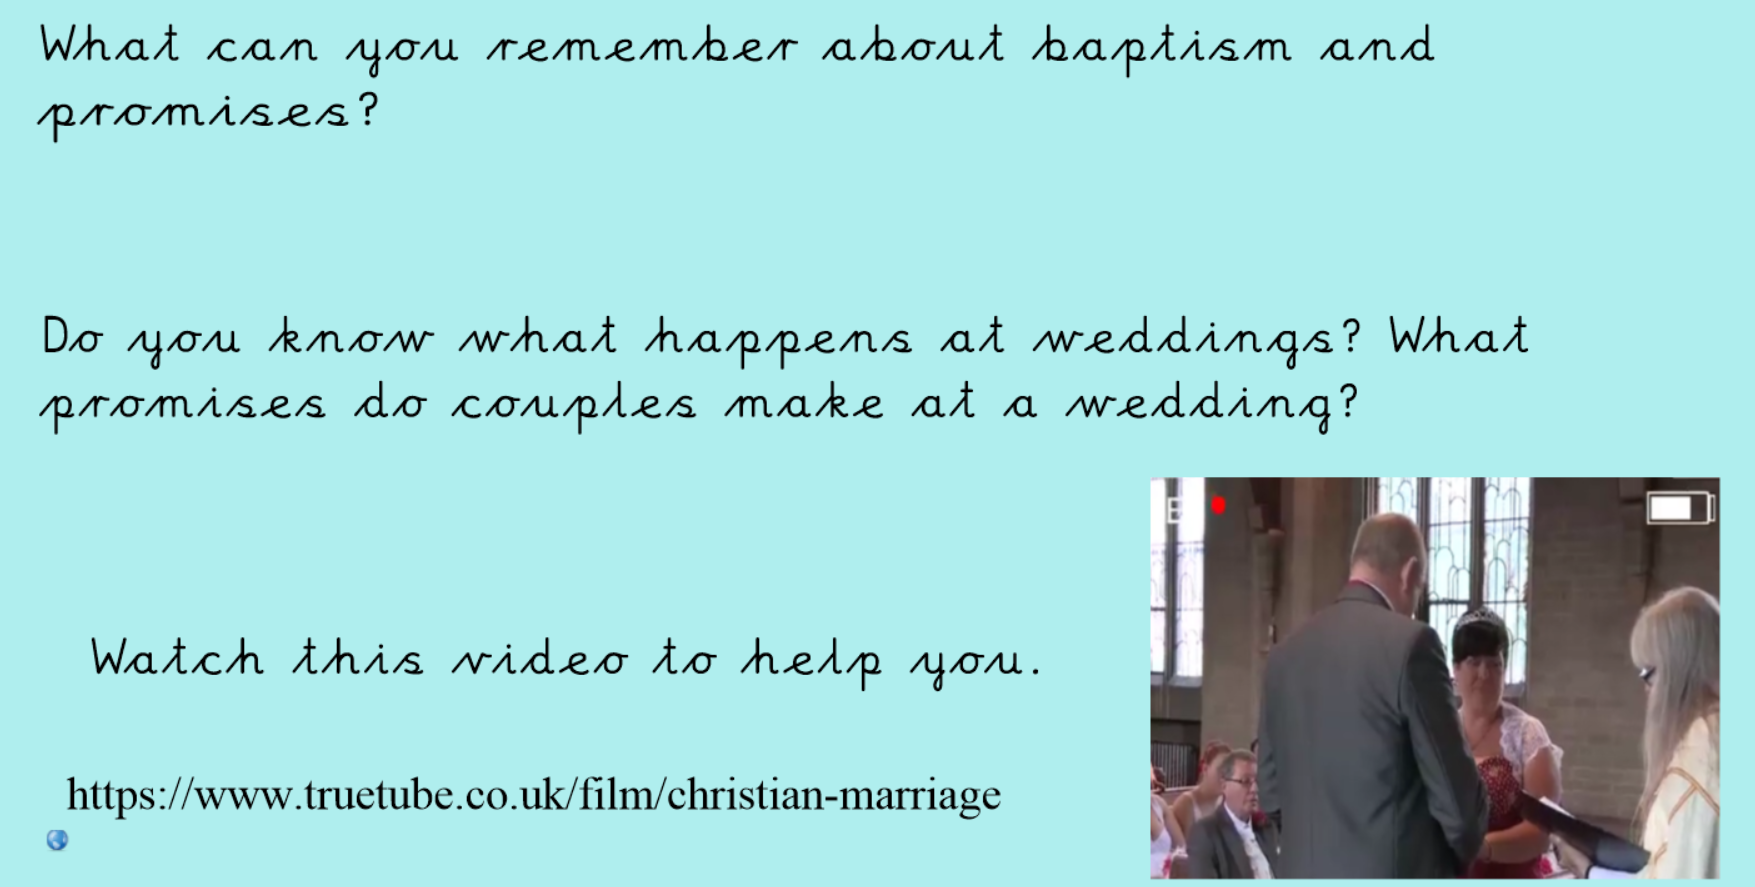 What can you remember about baptism and
promises?
Do you know what happens at weddings? What
promises do couples make at a wedding?
Watch this video to help you.
https://www.truetube.co.uk/film/christian-marriage